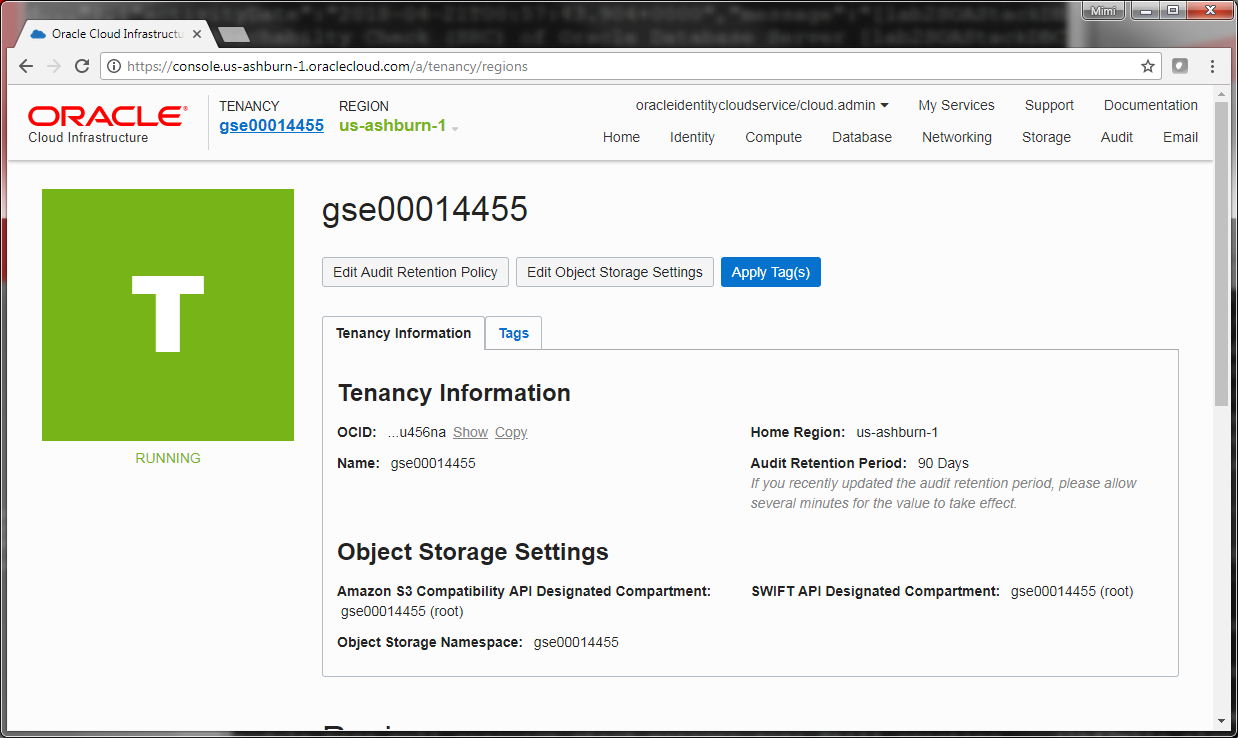 Mimi
Oracle Cloud Infrastructu
https://console.us-ashburn-1.oraclecloud.com/a/tenancy/regions
ORACLE®
Cloud Infrastructure
TENANCY
gse00014455
REGION
us-ashburn-1
oracleidentitycloudservice/cloud.admin My Services Support Documentation
Home Identity Compute Database Networking Storage Audit Email
T
RUNNING
gse00014455
Edit Audit Retention Policy Edit Object Storage Settings Apply Tag(s)
Tenancy Information Tags
Tenancy Information
OCID: ...u456na Show Copy
Name: gse00014455
Home Region: us-ashburn-1
Audit Retention Period: 90 Days
If you recently updated the audit retention period, please allow
several minutes for the value to take effect.
Object Storage Settings
Amazon S3 Compatibility API Designated Compartment:
gse00014455 (root)
SWIFT API Designated Compartment: gse00014455 (root)
Object Storage Namespace: gse00014455